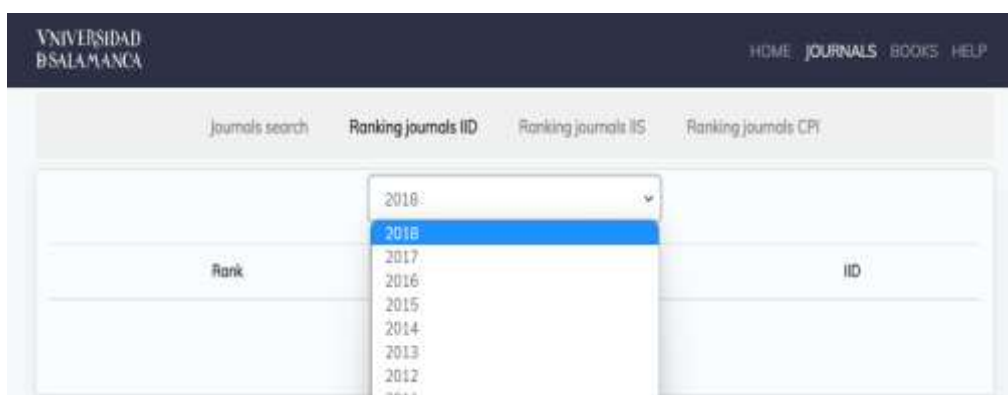 VNIVERSIDAD
D SALAMANCA
HOME JOURNALS BOOKS HELP
Journals search Ranking journals IID Ranking journals IIS Ranking journals CPI
2018
2018
Rank 2017 IID
2016
2015
2014
2013
2012